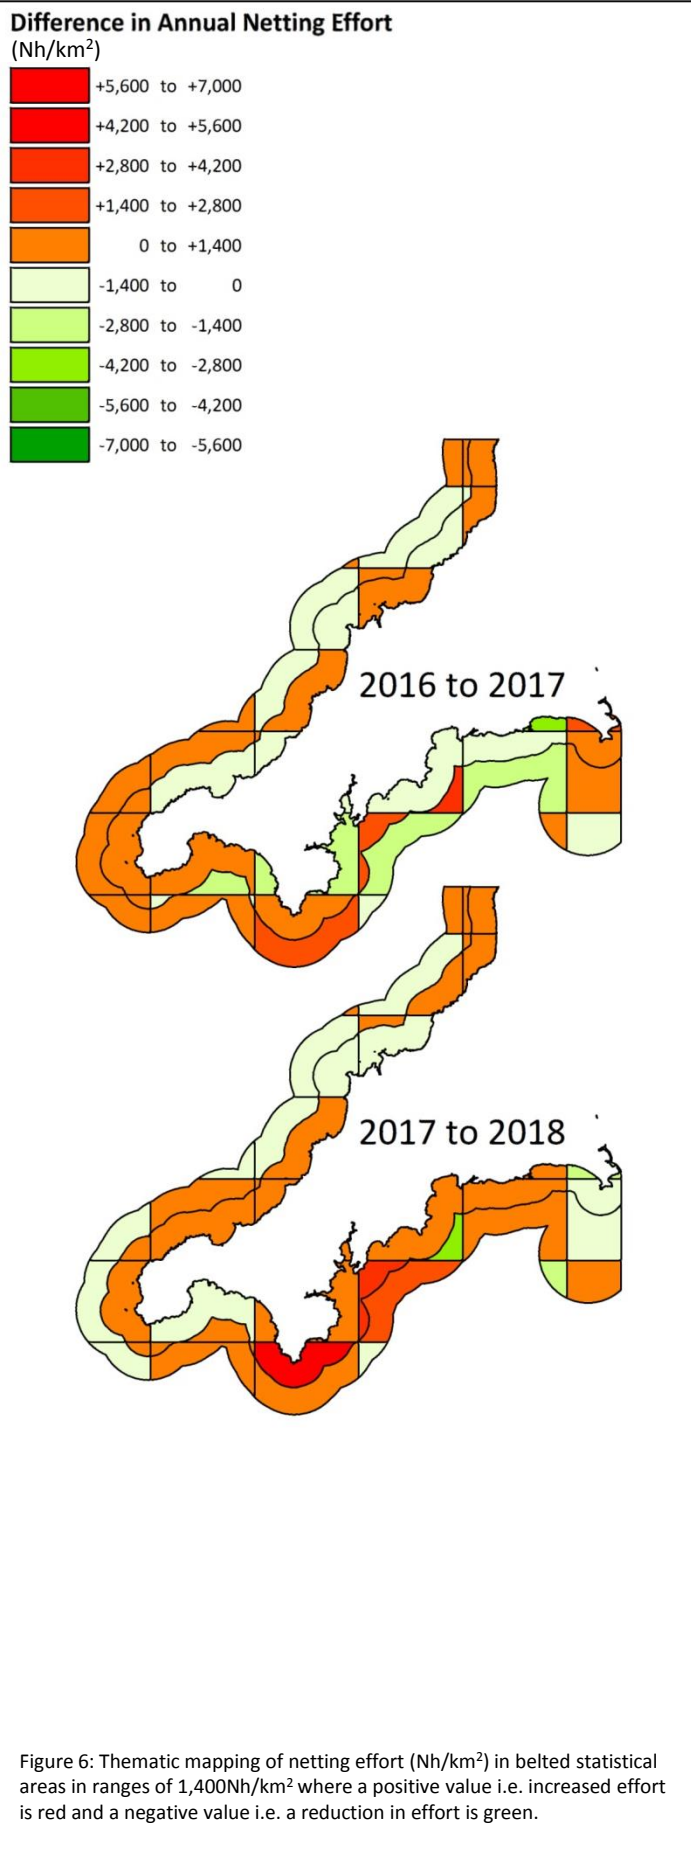 Difference in Annual Netting Effort
(Nh/km²)
+5,600 to +7,000
+4,200 to +5,600
+2,800 to +4,200
+1,400 to +2,800
0 to +1,400
-1,400 to 0
-2,800 to -1,400
-4,200 to -2,800
-5,600 to -4,200
-7,000 to -5,600
2016 to 2017
2017 to 2018
Figure 6: Thematic mapping of netting effort (Nh/km²) in belted statistical
areas in ranges of 1,400Nh/km² where a positive value i.e. increased effort
is red and a negative value i.e. a reduction in effort is green.